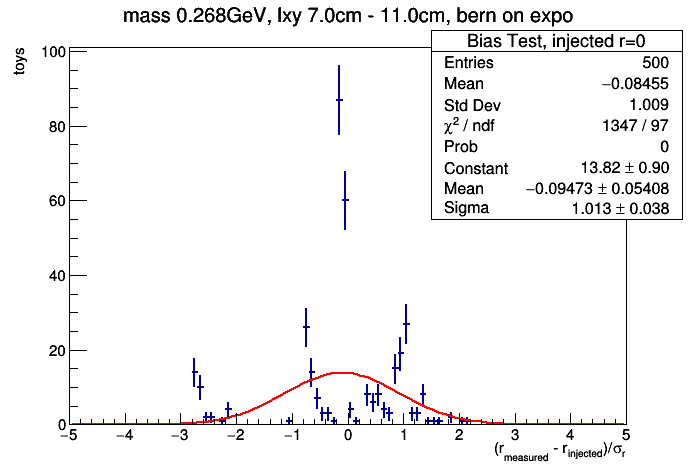 mass 0.268GeV, lxy 7.0cm - 11.0cm, bern on expo
Bias Test, injected r=0
Entries 500
Mean −0.08455
Std Dev 1.009
χ² / ndf 1347 / 97
Prob 0
Constant 13.82 ± 0.90
Mean −0.09473 ± 0.05408
Sigma 1.013 ± 0.038
toys
100
80
60
40
20
0
−5 −4 −3 −2 −1 0 1 2 3 4 5
(r_measured - r_injected)/σ_r